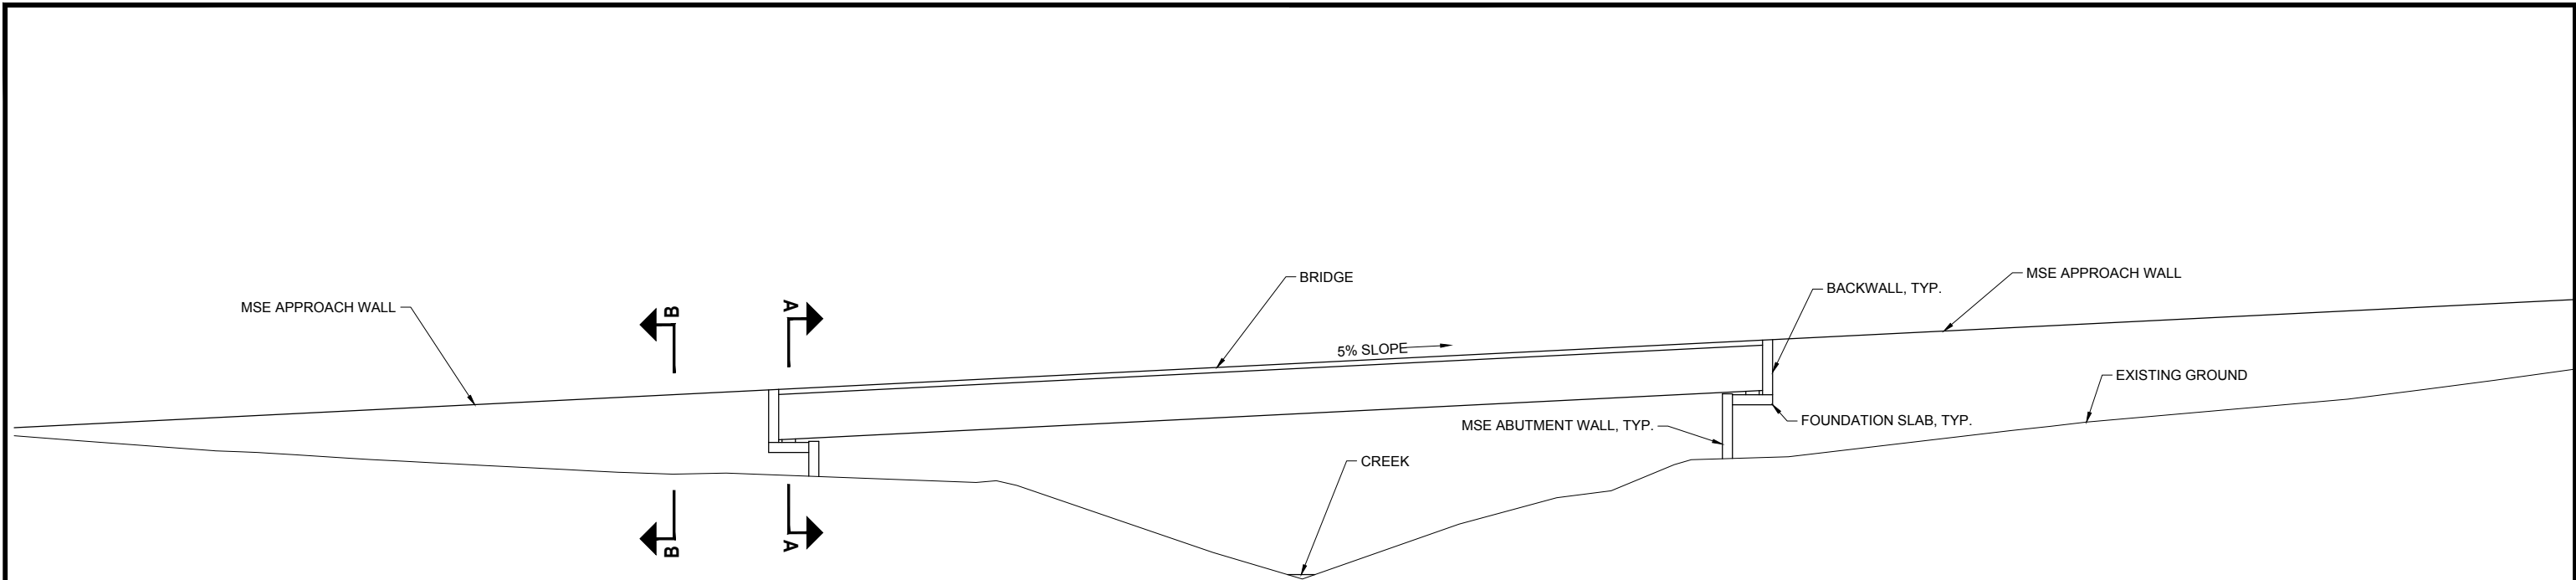 MSE APPROACH WALL
B
A
BRIDGE
MSE APPROACH WALL
BACKWALL, TYP.
5% SLOPE
EXISTING GROUND
MSE ABUTMENT WALL, TYP.
FOUNDATION SLAB, TYP.
CREEK
B
A